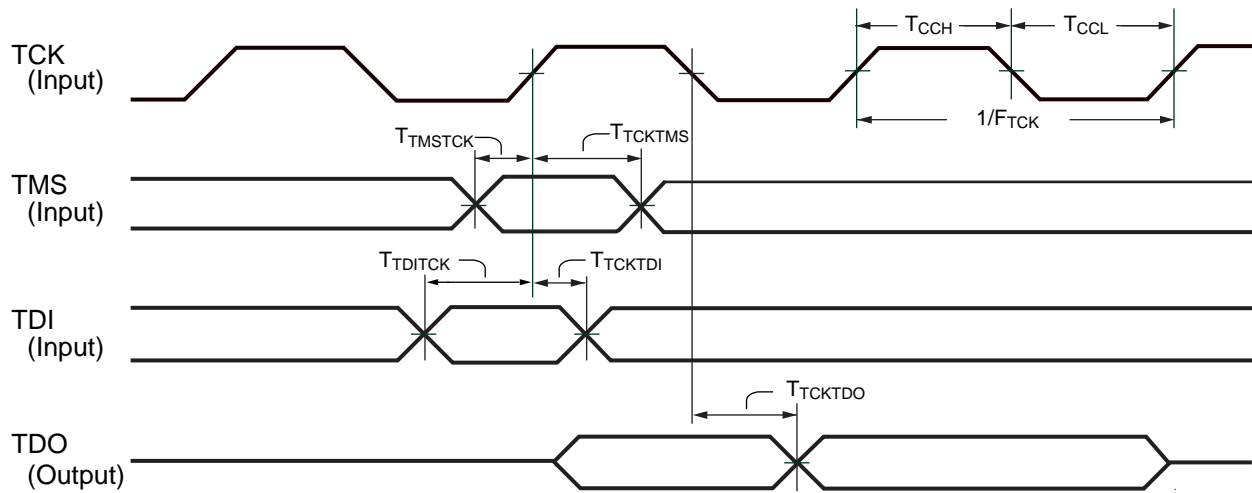 TCK
(Input)
TCCH
TCCL
1/FTCK
TTMSTCK
TTCKTMS
TMS
(Input)
TTDITCK
TTCKTDI
TDI
(Input)
TTCKTDO
TDO
(Output)